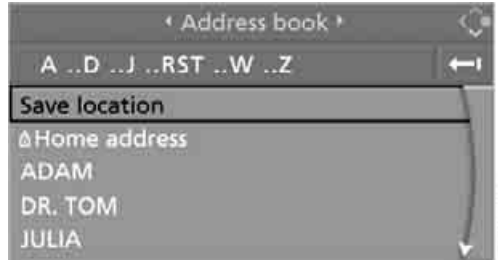 Address book
A ..D ..J ..RST ..W ..Z
Save location
Home address
ADAM
DR. TOM
JULIA